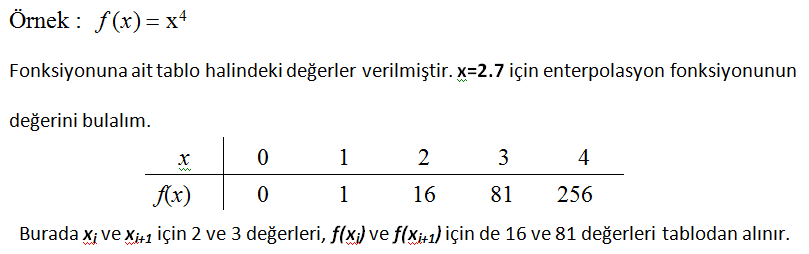 Örnek : f(x) = x⁴
Fonksiyonuna ait tablo halindeki değerler verilmiştir. x=2.7 için enterpolasyon fonksiyonunun
değerini bulalım.
x 0 1 2 3 4
f(x) 0 1 16 81 256
Burada xᵢ ve xᵢ₊₁ için 2 ve 3 değerleri, f(xᵢ) ve f(xᵢ₊₁) için de 16 ve 81 değerleri tablodan alınır.